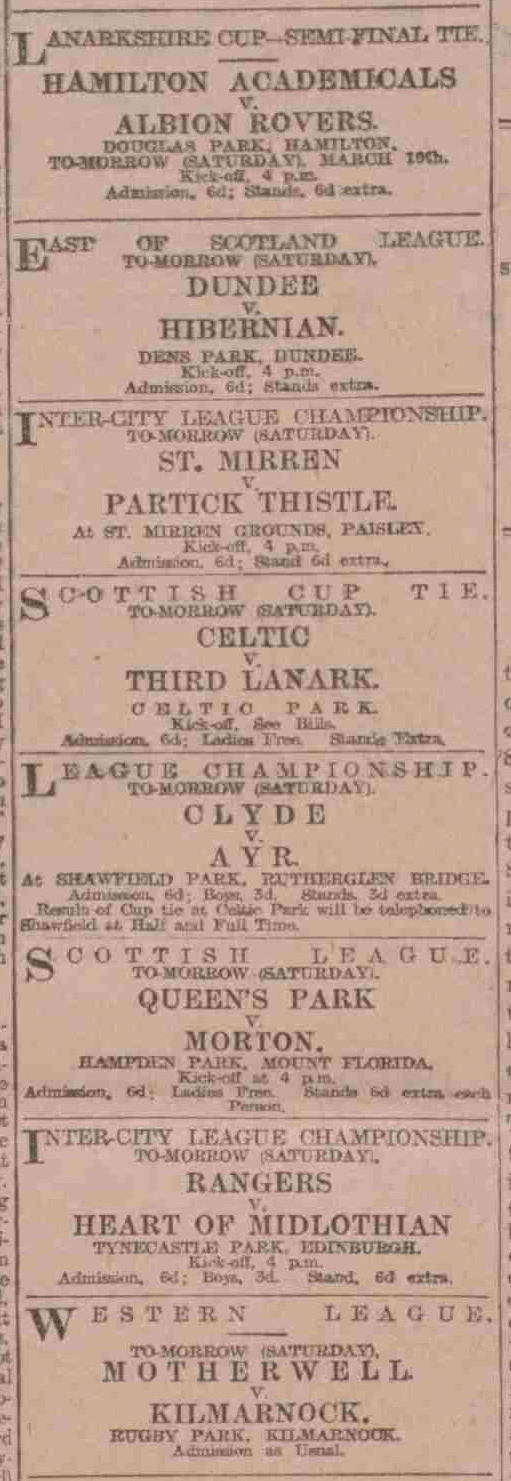 LANARKSHIRE CUP—SEMI-FINAL TIE.
HAMILTON ACADEMICALS
V.
ALBION ROVERS.
DOUGLAS PARK, HAMILTON,
TO-MORROW (SATURDAY), MARCH 19th.
Kick-off, 4 p.m.
Admission, 6d; Stands, 6d extra.
EAST OF SCOTLAND LEAGUE.
TO-MORROW (SATURDAY),
DUNDEE
V.
HIBERNIAN.
DENS PARK, DUNDEE.
Kick-off, 4 p.m.
Admission, 6d; Stands extra.
INTER-CITY LEAGUE CHAMPIONSHIP.
TO-MORROW (SATURDAY).
ST. MIRREN
V.
PARTICK THISTLE.
At ST. MIRREN GROUNDS, PAISLEY.
Kick-off, 4 p.m.
Admission, 6d; Stand 6d extra.
SCOTTISH CUP TIE.
TO-MORROW (SATURDAY).
CELTIC
V.
THIRD LANARK.
CELTIC PARK.
Kick-off, See Bills.
Admission, 6d; Ladies Free. Stands Extra.
LEAGUE CHAMPIONSHIP.
TO-MORROW (SATURDAY).
CLYDE
V.
AYR.
At SHAWFIELD PARK, RUTHERGLEN BRIDGE.
Admission, 6d; Boys, 3d. Stands, 3d extra.
Results of Cup tie at Celtic Park will be telephoned to
Shawfield at Half and Full Time.
SCOTTISH LEAGUE.
TO-MORROW (SATURDAY).
QUEEN'S PARK
V.
MORTON.
HAMPDEN PARK, MOUNT FLORIDA.
Kick-off at 4 p.m.
Admission, 6d; Ladies Free. Stands 6d extra each
Person.
INTER-CITY LEAGUE CHAMPIONSHIP.
TO-MORROW (SATURDAY),
RANGERS
V.
HEART OF MIDLOTHIAN
TYNECASTLE PARK, EDINBURGH.
Kick-off, 4 p.m.
Admission, 6d; Boys, 3d. Stand, 6d extra.
WESTERN LEAGUE.
TO-MORROW (SATURDAY),
MOTHERWELL
V.
KILMARNOCK.
RUGBY PARK, KILMARNOCK.
Admission as Usual.